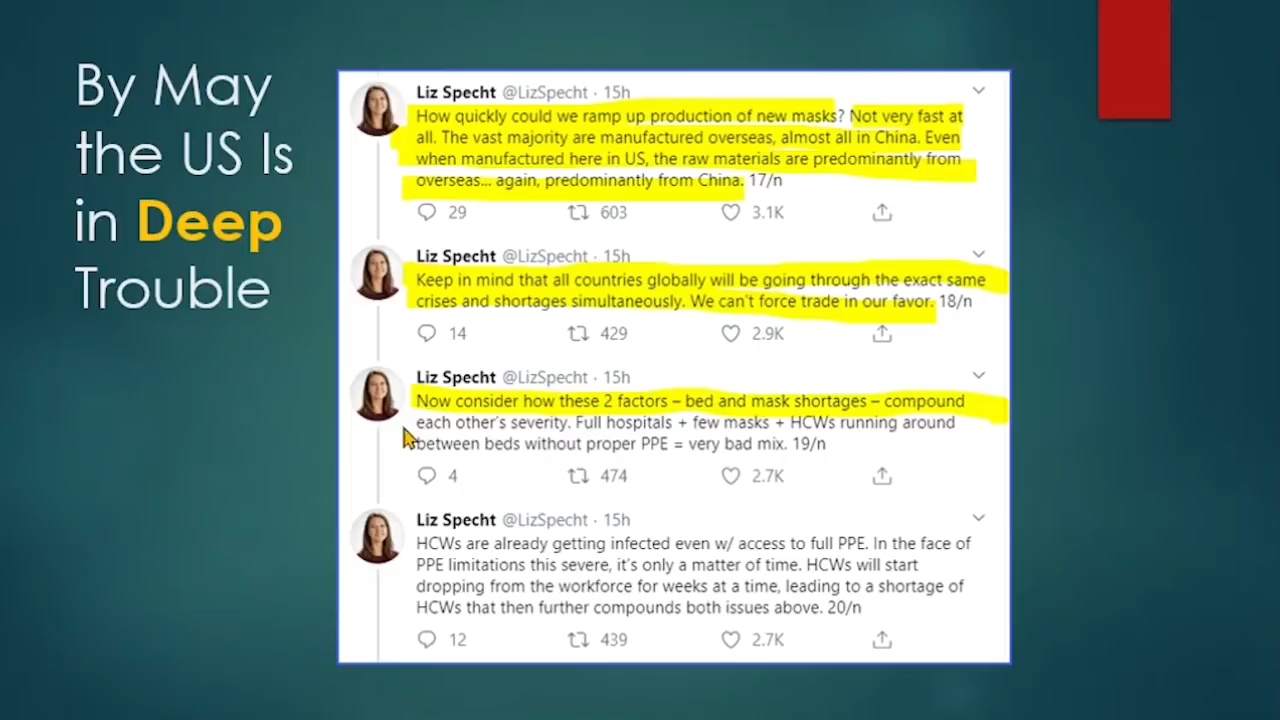 By May
the US Is
in Deep
Trouble
Liz Specht @LizSpecht · 15h
How quickly could we ramp up production of new masks? Not very fast at
all. The vast majority are manufactured overseas, almost all in China. Even
when manufactured here in US, the raw materials are predominantly from
overseas... again, predominantly from China. 17/n
29 603 3.1K
Liz Specht @LizSpecht · 15h
Keep in mind that all countries globally will be going through the exact same
crises and shortages simultaneously. We can't force trade in our favor. 18/n
14 429 2.9K
Liz Specht @LizSpecht · 15h
Now consider how these 2 factors – bed and mask shortages – compound
each other's severity. Full hospitals + few masks + HCWs running around
between beds without proper PPE = very bad mix. 19/n
4 474 2.7K
Liz Specht @LizSpecht · 15h
HCWs are already getting infected even w/ access to full PPE. In the face of
PPE limitations this severe, it's only a matter of time. HCWs will start
dropping from the workforce for weeks at a time, leading to a shortage of
HCWs that then further compounds both issues above. 20/n
12 439 2.7K